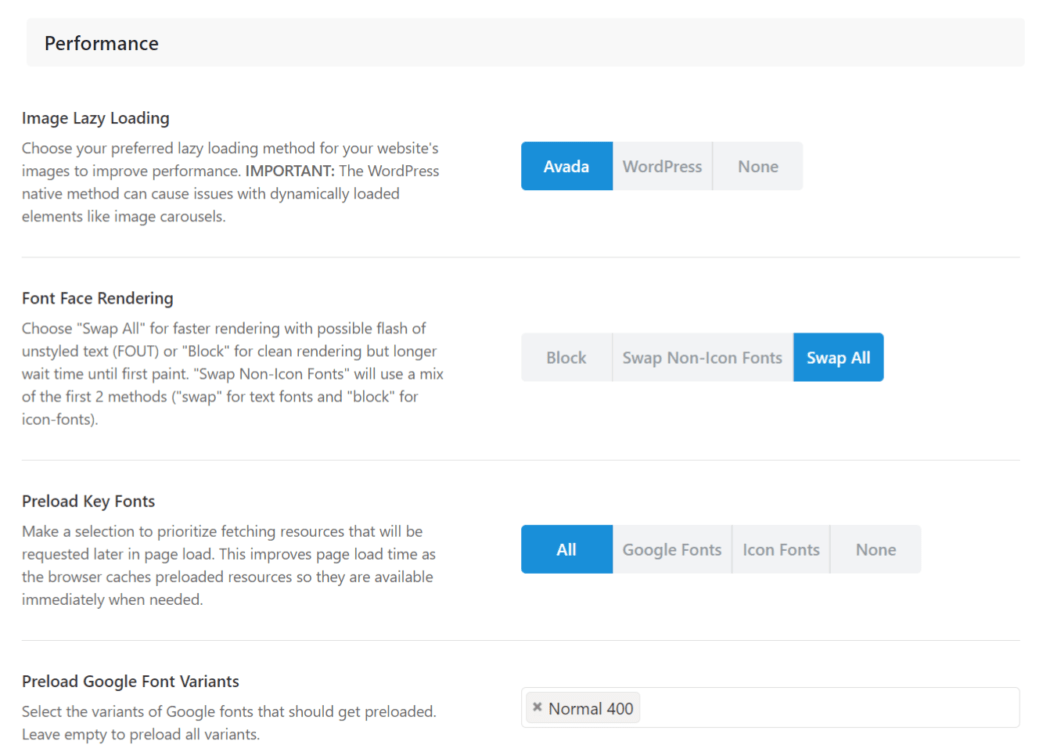 Performance
Image Lazy Loading
Choose your preferred lazy loading method for your website's
images to improve performance. IMPORTANT: The WordPress
native method can cause issues with dynamically loaded
elements like image carousels.
Avada WordPress None
Font Face Rendering
Choose "Swap All" for faster rendering with possible flash of
unstyled text (FOUT) or "Block" for clean rendering but longer
wait time until first paint. "Swap Non-Icon Fonts" will use a mix
of the first 2 methods ("swap" for text fonts and "block" for
icon-fonts).
Block Swap Non-Icon Fonts Swap All
Preload Key Fonts
Make a selection to prioritize fetching resources that will be
requested later in page load. This improves page load time as
the browser caches preloaded resources so they are available
immediately when needed.
All Google Fonts Icon Fonts None
Preload Google Font Variants
Select the variants of Google fonts that should get preloaded.
Leave empty to preload all variants.
× Normal 400